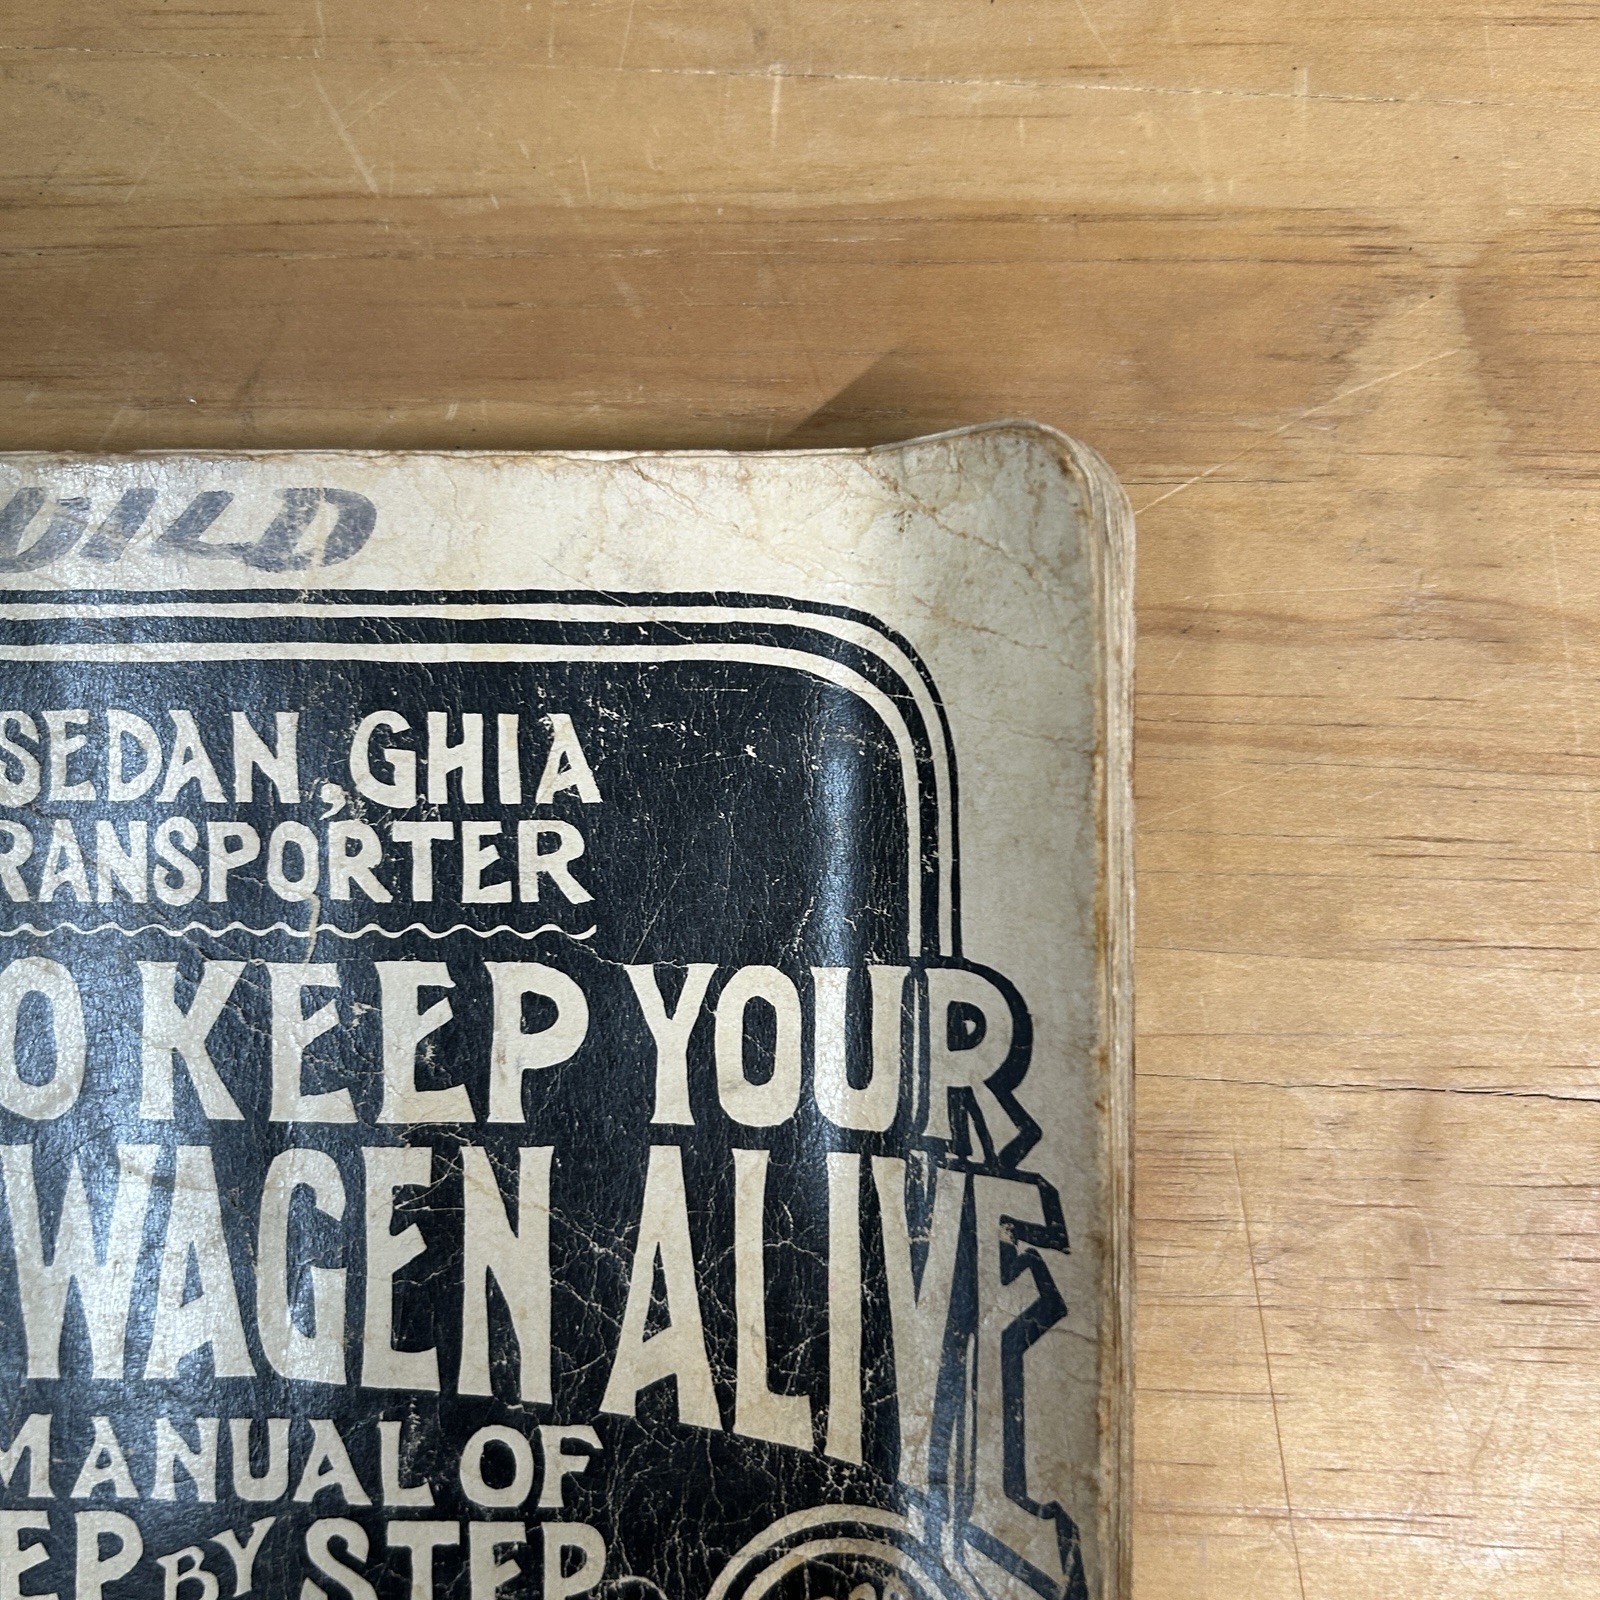 SEDAN, GHIA
RANSPORTER
O KEEP YOUR
WAGEN ALIVE
MANUAL OF
EP BY STEP